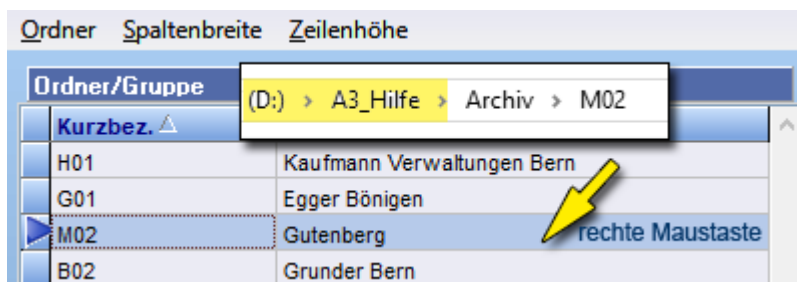 Ordner Spaltenbreite Zeilenhöhe
Ordner/Gruppe
(D:) > A3_Hilfe > Archiv > M02
Kurzbez.
H01 Kaufmann Verwaltungen Bern
G01 Egger Bönigen
M02 Gutenberg rechte Maustaste
B02 Grunder Bern